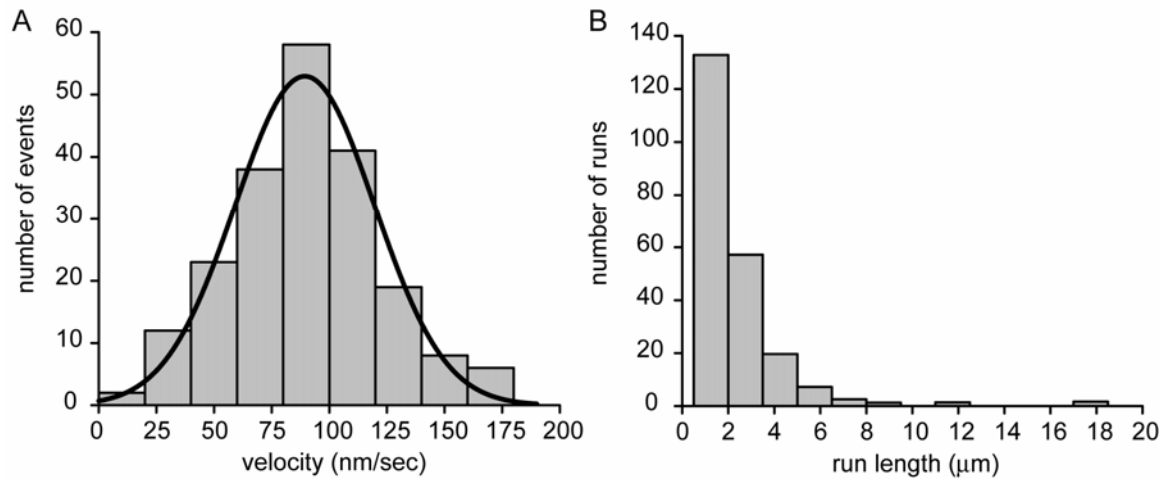 A
60
50
40
30
20
10
0
number of events
0 25 50 75 100 125 150 175 200
velocity (nm/sec)
B
140
120
100
80
60
40
20
0
number of runs
0 2 4 6 8 10 12 14 16 18 20
run length (μm)